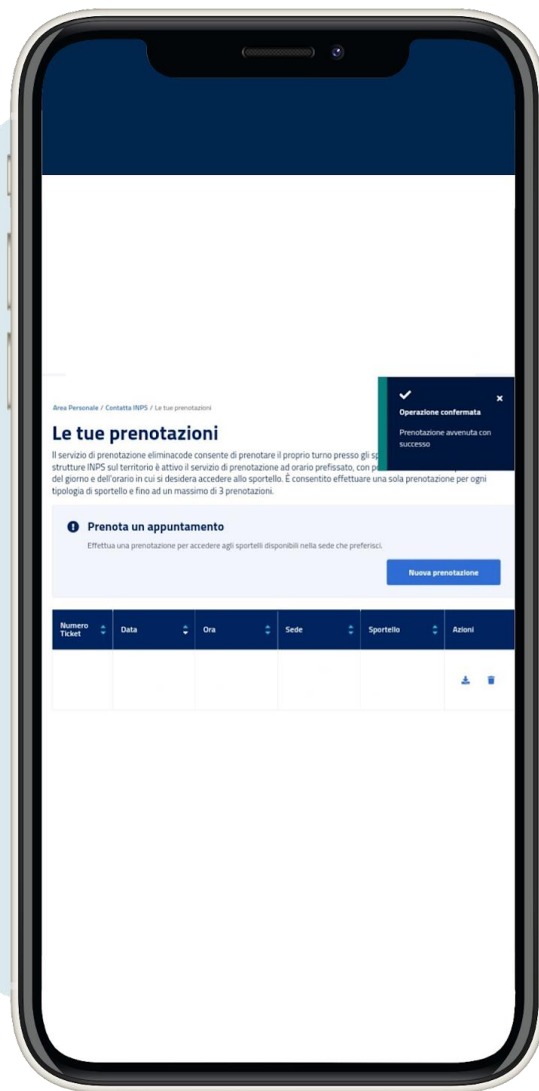 Area Personale / Contatta INPS / Le tue prenotazioni
Operazione confermata
Prenotazione avvenuta con
successo
Le tue prenotazioni
Il servizio di prenotazione eliminacode consente di prenotare il proprio turno presso gli
strutture INPS sul territorio è attivo il servizio di prenotazione ad orario prefissato, con
del giorno e dell'orario in cui si desidera accedere allo sportello. È consentito effettuare una sola prenotazione per ogni
tipologia di sportello e fino ad un massimo di 3 prenotazioni.
Prenota un appuntamento
Effettua una prenotazione per accedere agli sportelli disponibili nella sede che preferisci.
Nuova prenotazione
Numero
Ticket Data Ora Sede Sportello Azioni